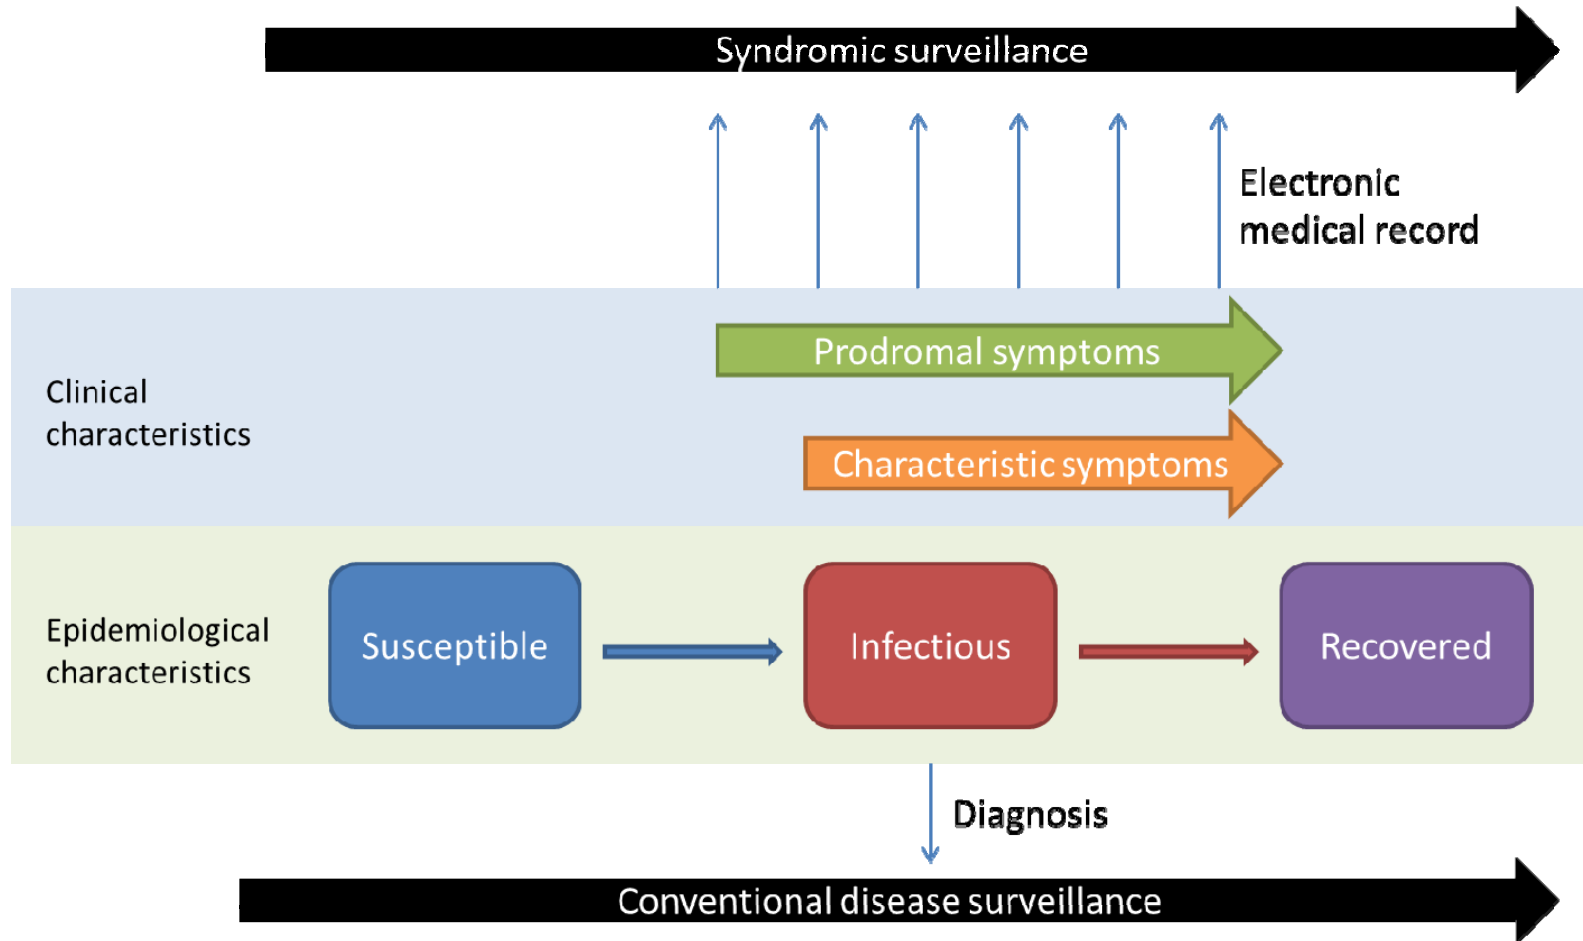 Syndromic surveillance
Electronic
medical record
Prodromal symptoms
Clinical
characteristics
Characteristic symptoms
Epidemiological
characteristics
Susceptible
Infectious
Recovered
Diagnosis
Conventional disease surveillance